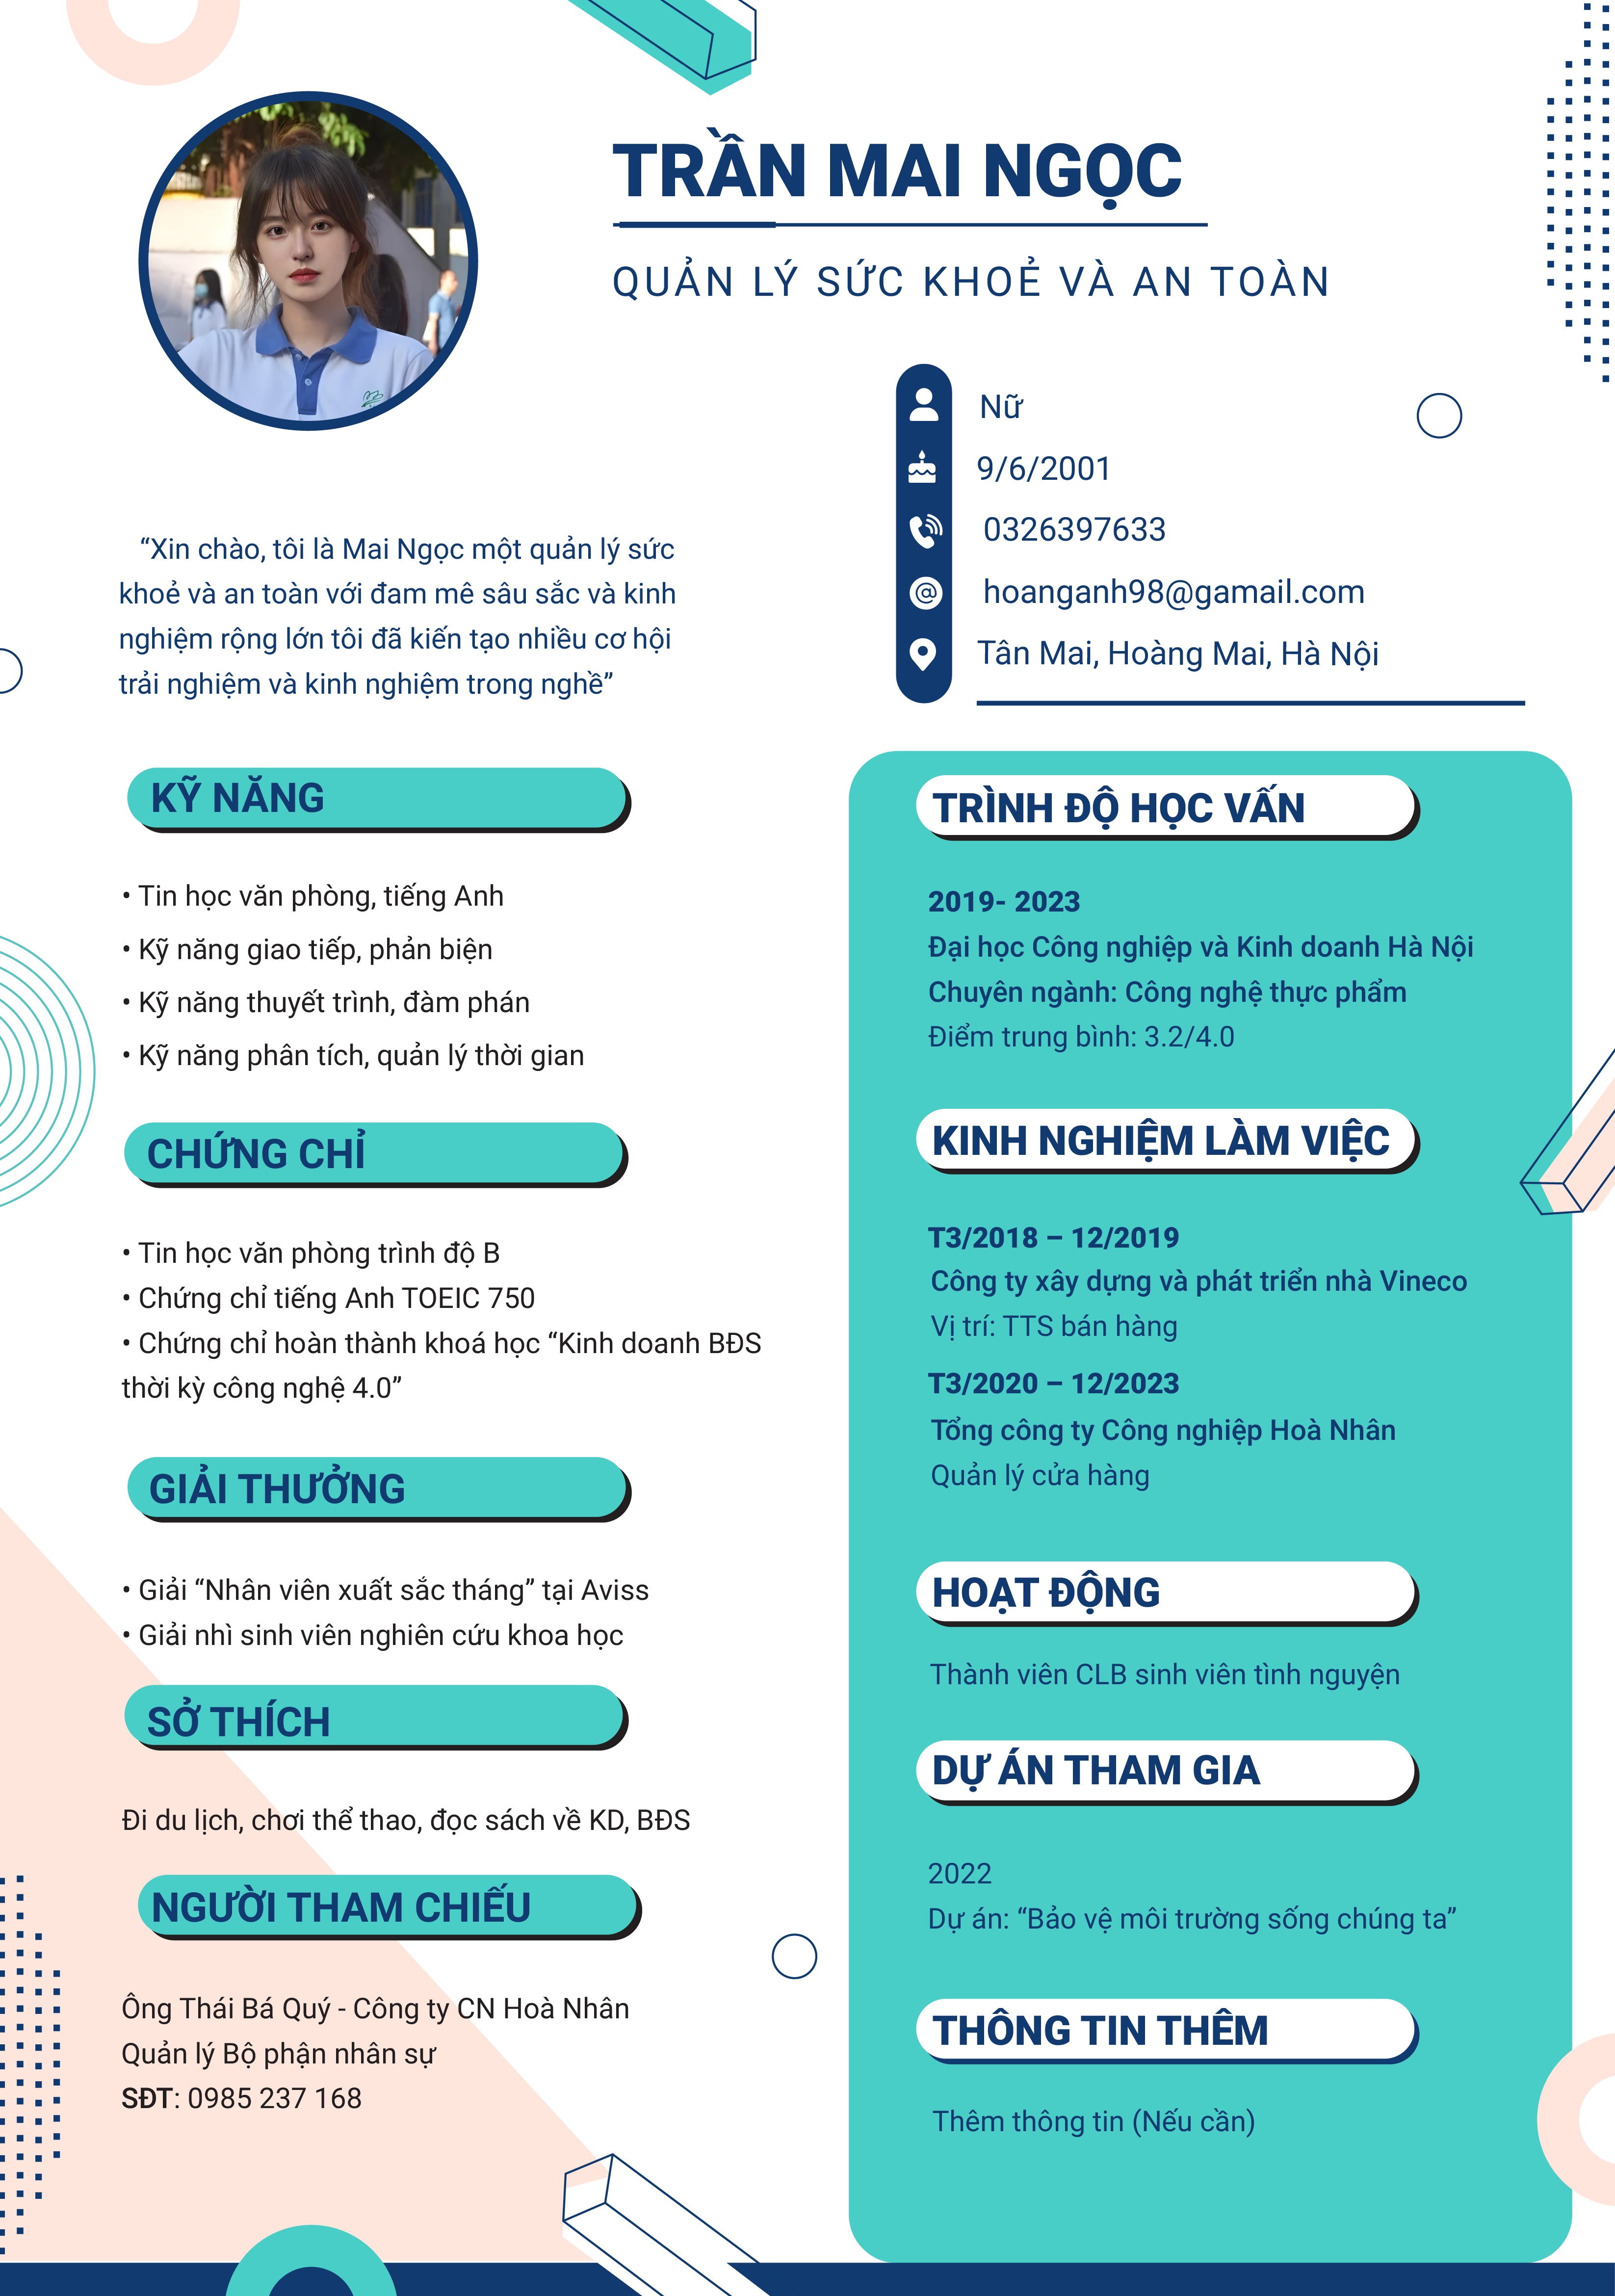 TRẦN MAI NGỌC
QUẢN LÝ SỨC KHOẺ VÀ AN TOÀN
Nữ
9/6/2001
0326397633
hoanganh98@gamail.com
Tân Mai, Hoàng Mai, Hà Nội
“Xin chào, tôi là Mai Ngọc một quản lý sức
khoẻ và an toàn với đam mê sâu sắc và kinh
nghiệm rộng lớn tôi đã kiến tạo nhiều cơ hội
trải nghiệm và kinh nghiệm trong nghề”
KỸ NĂNG
• Tin học văn phòng, tiếng Anh
• Kỹ năng giao tiếp, phản biện
• Kỹ năng thuyết trình, đàm phán
• Kỹ năng phân tích, quản lý thời gian
CHỨNG CHỈ
• Tin học văn phòng trình độ B
• Chứng chỉ tiếng Anh TOEIC 750
• Chứng chỉ hoàn thành khoá học “Kinh doanh BĐS
thời kỳ công nghệ 4.0”
GIẢI THƯỞNG
• Giải “Nhân viên xuất sắc tháng” tại Aviss
• Giải nhì sinh viên nghiên cứu khoa học
SỞ THÍCH
Đi du lịch, chơi thể thao, đọc sách về KD, BĐS
NGƯỜI THAM CHIẾU
Ông Thái Bá Quý - Công ty CN Hoà Nhân
Quản lý Bộ phận nhân sự
SĐT: 0985 237 168
TRÌNH ĐỘ HỌC VẤN
2019- 2023
Đại học Công nghiệp và Kinh doanh Hà Nội
Chuyên ngành: Công nghệ thực phẩm
Điểm trung bình: 3.2/4.0
KINH NGHIỆM LÀM VIỆC
T3/2018 – 12/2019
Công ty xây dựng và phát triển nhà Vineco
Vị trí: TTS bán hàng
T3/2020 – 12/2023
Tổng công ty Công nghiệp Hoà Nhân
Quản lý cửa hàng
HOẠT ĐỘNG
Thành viên CLB sinh viên tình nguyện
DỰ ÁN THAM GIA
2022
Dự án: “Bảo vệ môi trường sống chúng ta”
THÔNG TIN THÊM
Thêm thông tin (Nếu cần)